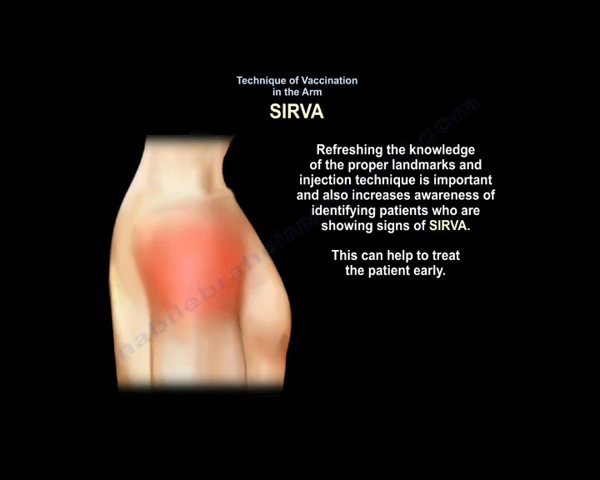 Technique of Vaccination
in the Arm
SIRVA
Refreshing the knowledge
of the proper landmarks and
injection technique is important
and also increases awareness of
identifying patients who are
showing signs of SIRVA.
This can help to treat
the patient early.